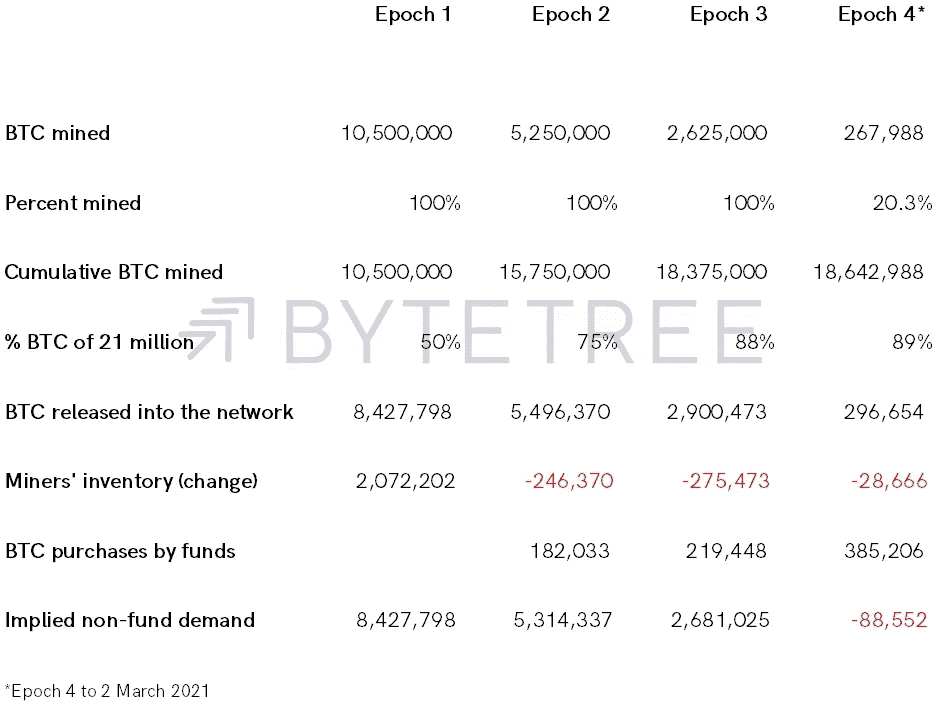 Epoch 1 Epoch 2 Epoch 3 Epoch 4*
BTC mined 10,500,000 5,250,000 2,625,000 267,988
Percent mined 100% 100% 100% 20.3%
Cumulative BTC mined 10,500,000 15,750,000 18,375,000 18,642,988
BYTETREE
% BTC of 21 million 50% 75% 88% 89%
BTC released into the network 8,427,798 5,496,370 2,900,473 296,654
Miners' inventory (change) 2,072,202 -246,370 -275,473 -28,666
BTC purchases by funds 182,033 219,448 385,206
Implied non-fund demand 8,427,798 5,314,337 2,681,025 -88,552
*Epoch 4 to 2 March 2021